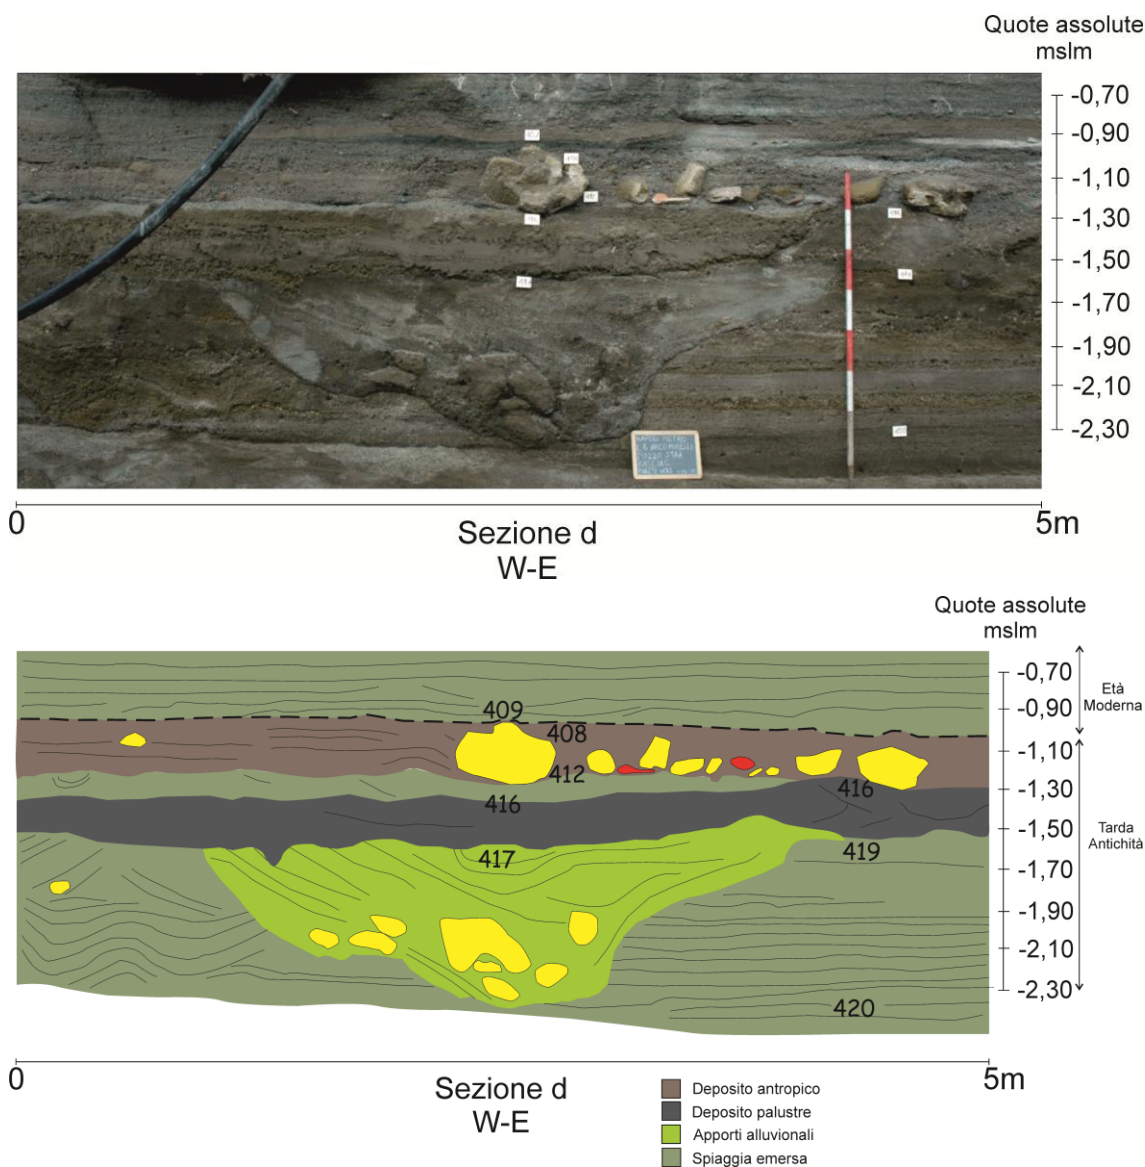 Quote assolute
mslm
-0,70
-0,90
-1,10
-1,30
-1,50
-1,70
-1,90
-2,10
-2,30
NAPOLI METRO
0
5m
Sezione d
W-E
Quote assolute
mslm
-0,70
-0,90
-1,10
-1,30
-1,50
-1,70
-1,90
-2,10
-2,30
Età
Moderna
Tarda
Antichità
409
408
412
416
416
417
419
420
0
5m
Sezione d
W-E
Deposito antropico
Deposito palustre
Apporti alluvionali
Spiaggia emersa